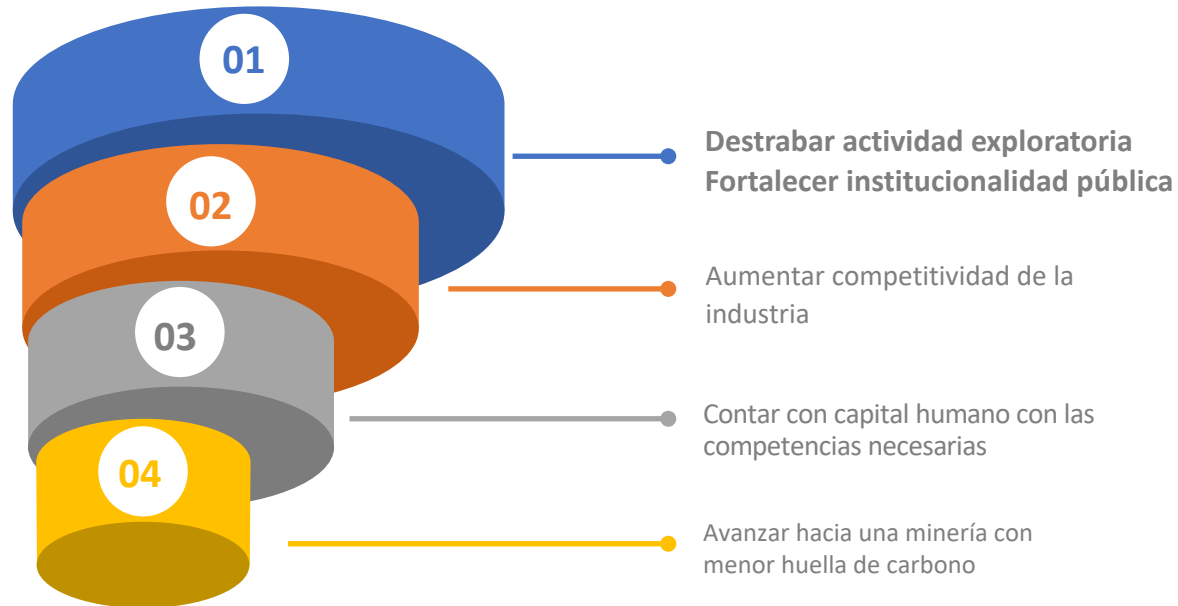 01
Destrabar actividad exploratoria
Fortalecer institucionalidad pública
02
Aumentar competitividad de la
industria
03
Contar con capital humano con las
competencias necesarias
04
Avanzar hacia una minería con
menor huella de carbono